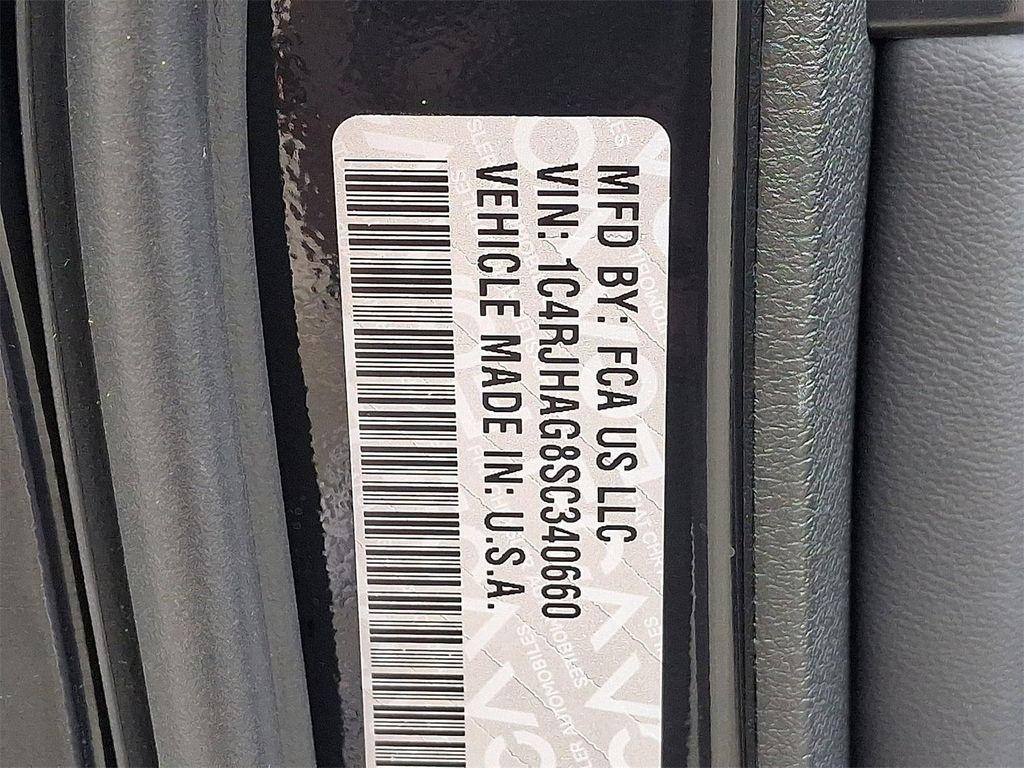 MFD BY: FCA US LLC
VIN: 1C4RJHAG8SC340660
VEHICLE MADE IN: U.S.A.